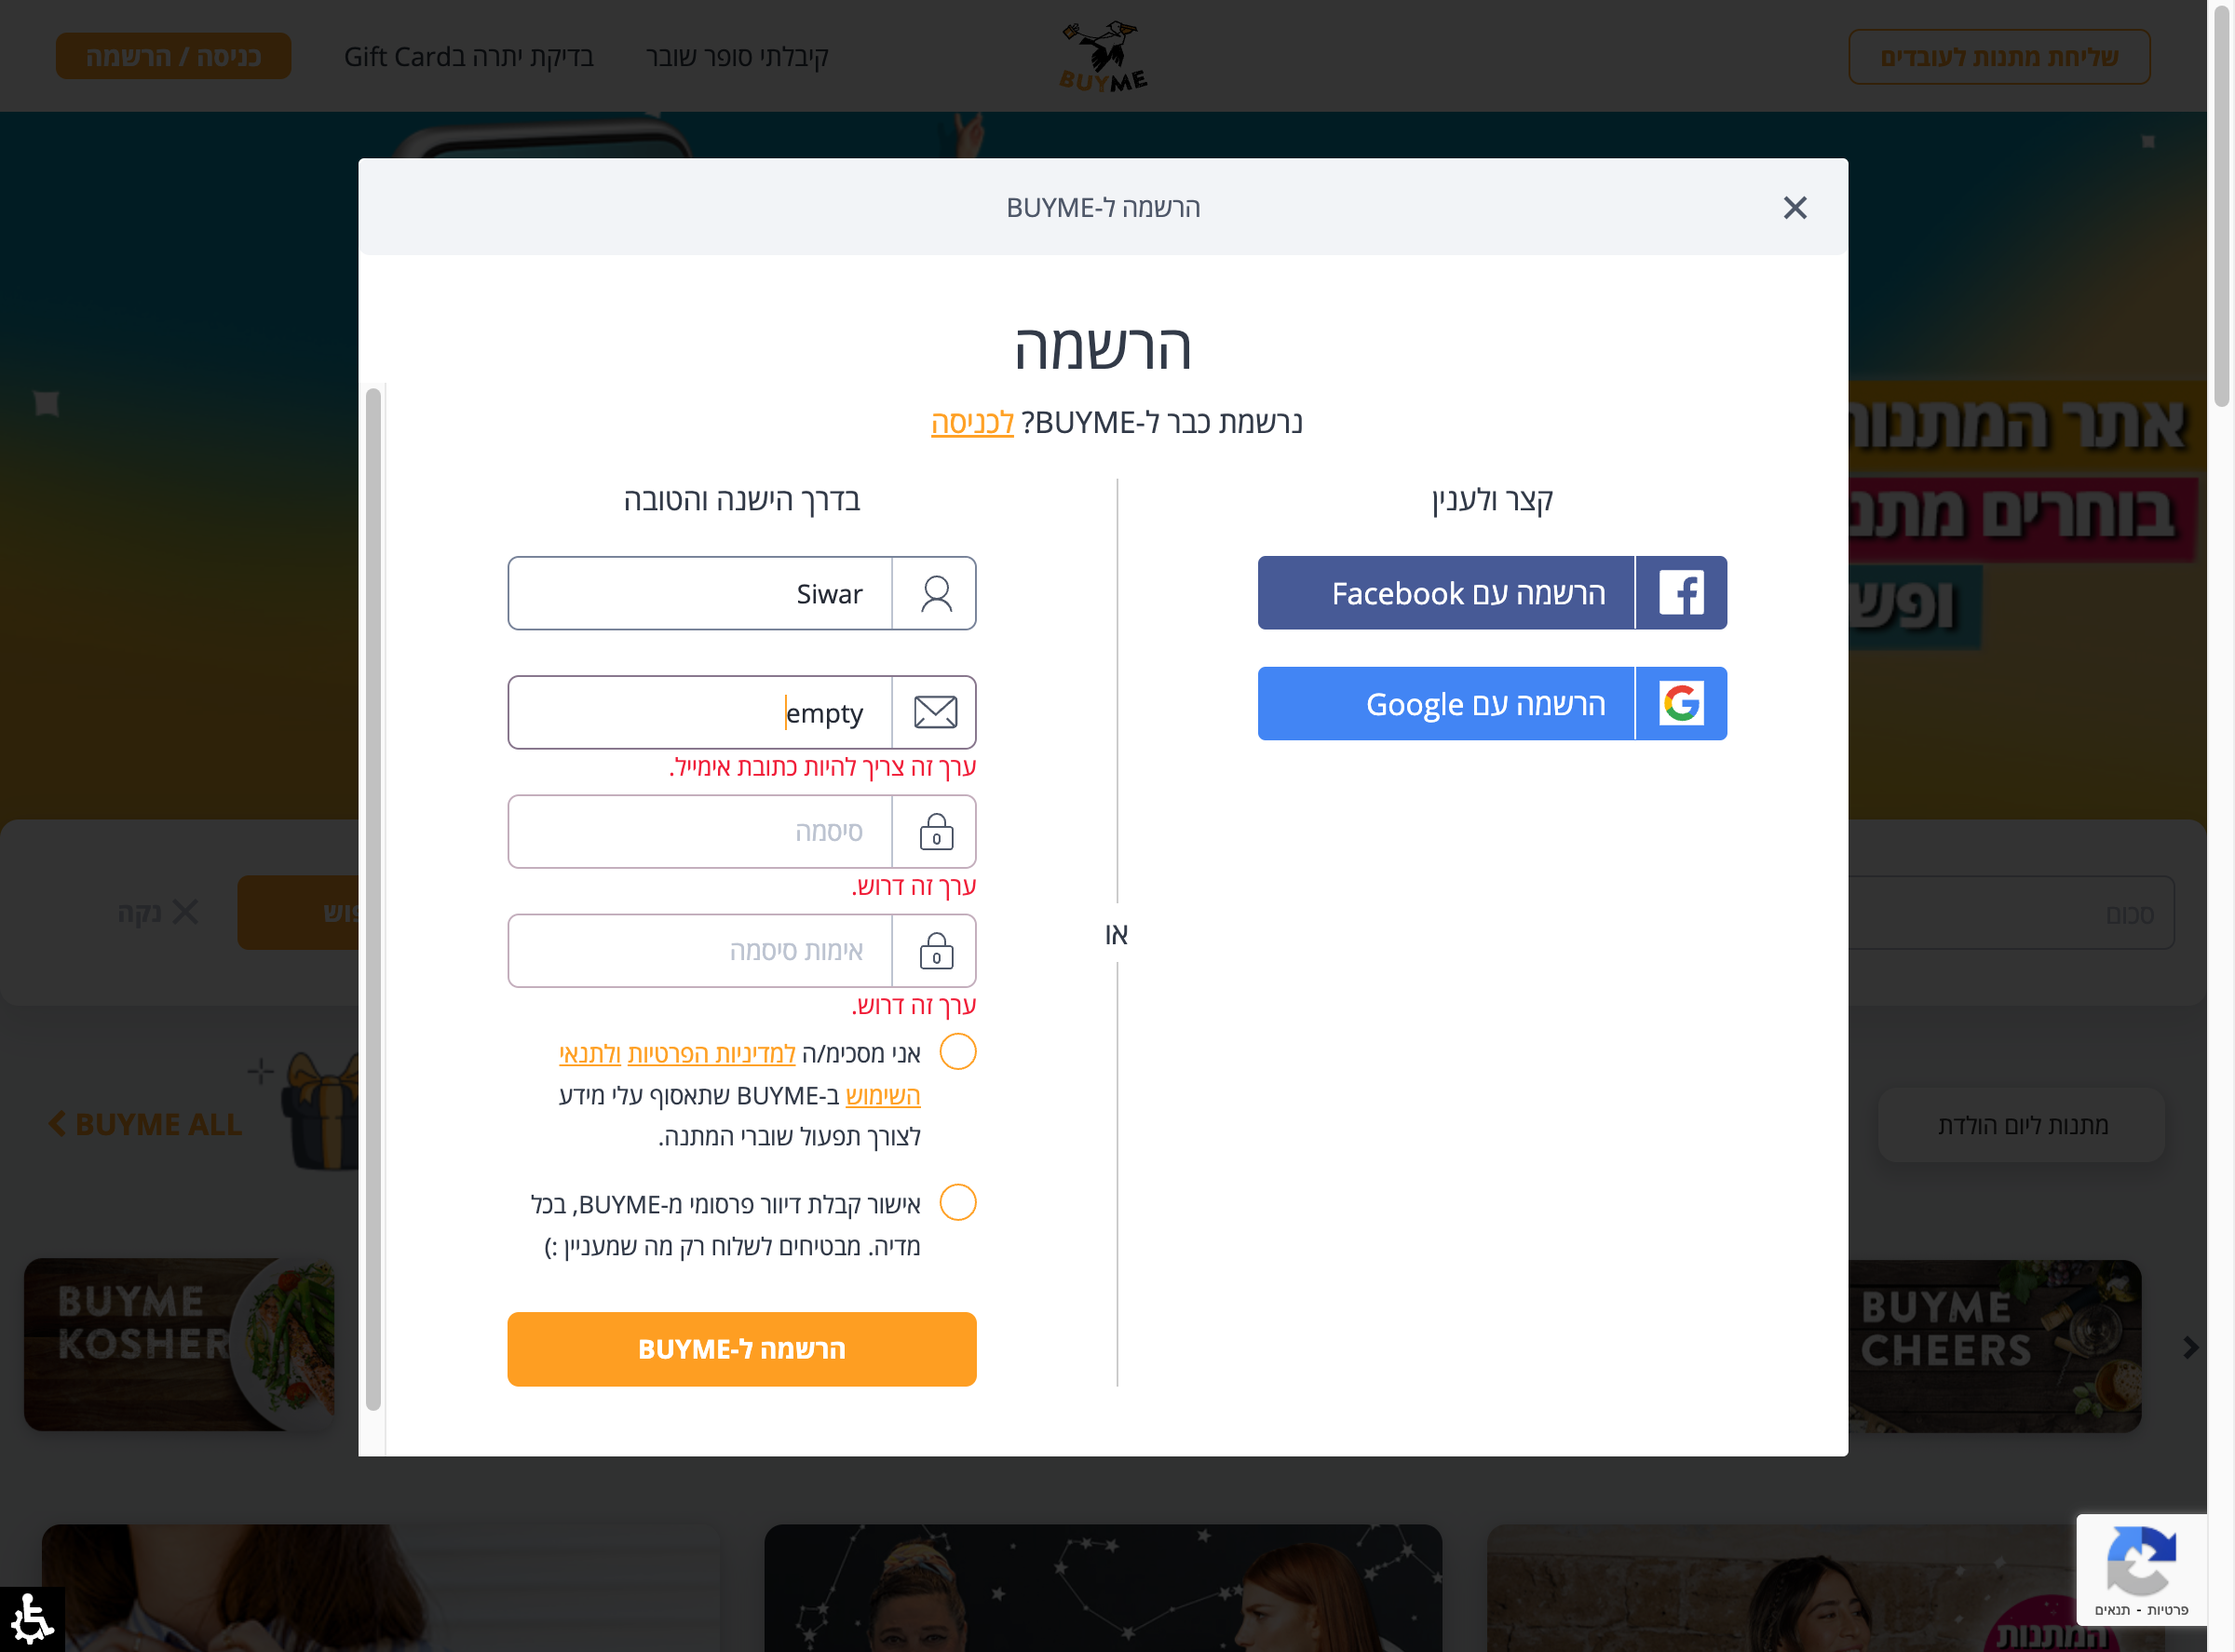 שליחת מתנות לעובדים
BUYME
קיבלתי סופר שובר
בדיקת יתרה בGift Card
כניסה / הרשמה
הרשמה ל-BUYME
הרשמה
נרשמת כבר ל-BUYME? לכניסה
קצר ולענין
הרשמה עם Facebook
הרשמה עם Google
או
בדרך הישנה והטובה
Siwar
empty
ערך זה צריך להיות כתובת אימייל.
סיסמה
ערך זה דרוש.
אימות סיסמה
ערך זה דרוש.
אני מסכימ/ה למדיניות הפרטיות ולתנאי
השימוש ב-BUYME שתאסוף עלי מידע
לצורך תפעול שוברי המתנה.
אישור קבלת דיוור פרסומי מ-BUYME, בכל
מדיה. מבטיחים לשלוח רק מה שמעניין :)
הרשמה ל-BUYME
אתר המתנות
בוחרים
סכום
נקה
מתנות ליום הולדת
BUYME ALL
BUYME
CHEERS
BUYME
KOSHER
המתנות
פרטיות - תנאים